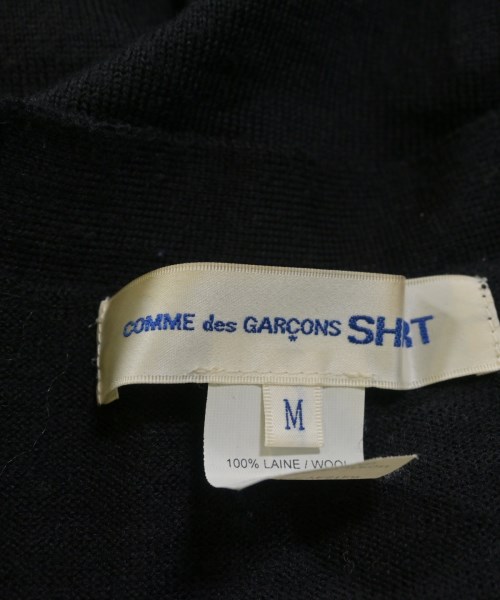 COMME des GARÇONS SHIRT
M
100% LAINE / WOOL